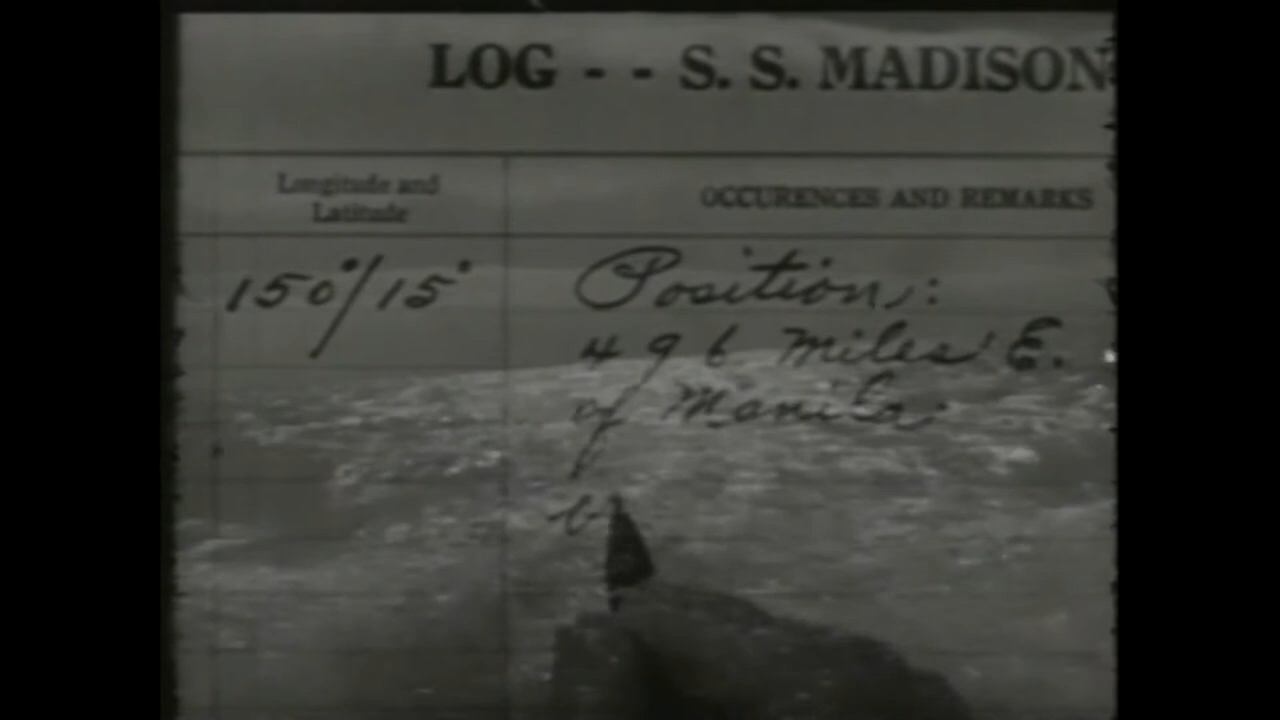 LOG - - S. S. MADISON
Longitude and
Latitude
OCCURENCES AND REMARKS
150°/15°
Position:
496 Miles E.
of Manila